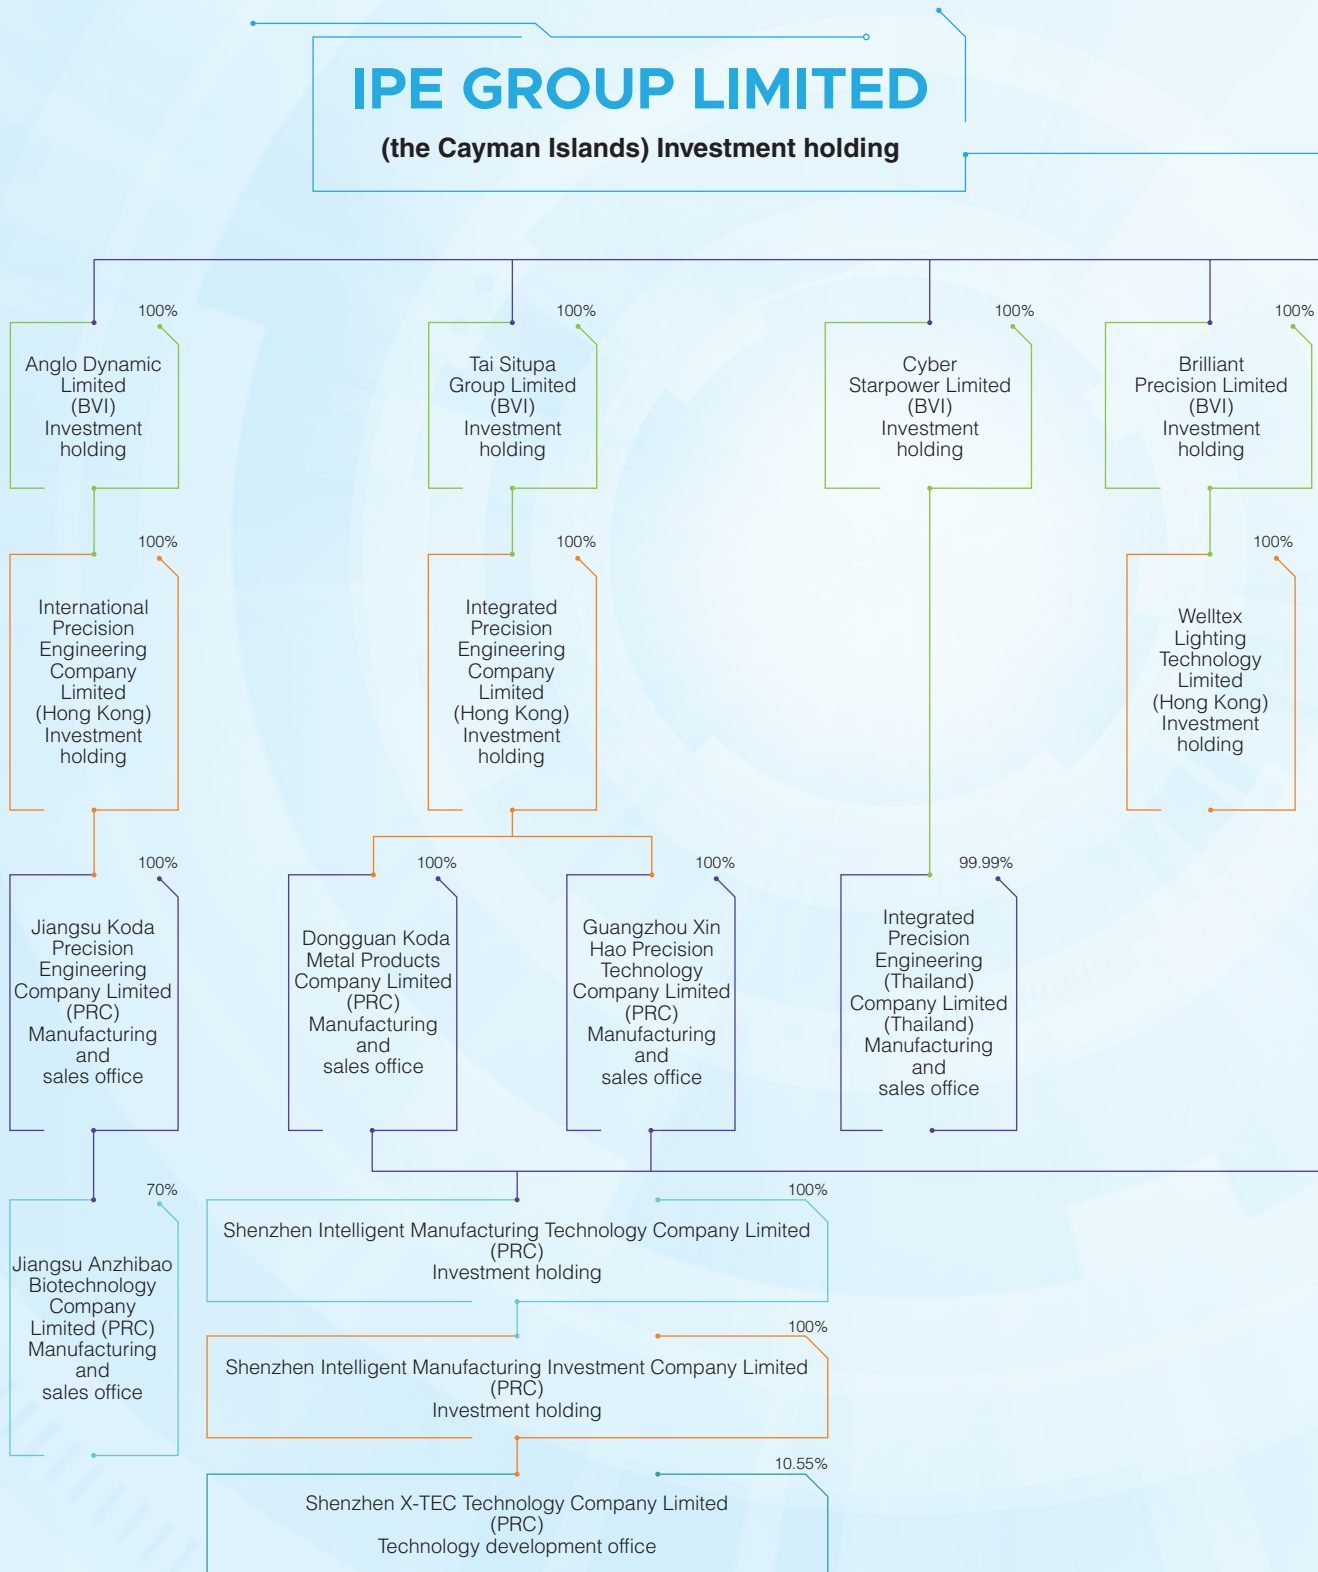 IPE GROUP LIMITED
(the Cayman Islands) Investment holding
100%
Anglo Dynamic
Limited
(BVI)
Investment
holding
100%
Tai Situpa
Group Limited
(BVI)
Investment
holding
100%
Cyber
Starpower Limited
(BVI)
Investment
holding
100%
Brilliant
Precision Limited
(BVI)
Investment
holding
100%
International
Precision
Engineering
Company
Limited
(Hong Kong)
Investment
holding
100%
Integrated
Precision
Engineering
Company
Limited
(Hong Kong)
Investment
holding
100%
Welltex
Lighting
Technology
Limited
(Hong Kong)
Investment
holding
100%
Jiangsu Koda
Precision
Engineering
Company Limited
(PRC)
Manufacturing
and
sales office
100%
Dongguan Koda
Metal Products
Company Limited
(PRC)
Manufacturing
and
sales office
100%
Guangzhou Xin
Hao Precision
Technology
Company Limited
(PRC)
Manufacturing
and
sales office
99.99%
Integrated
Precision
Engineering
(Thailand)
Company Limited
(Thailand)
Manufacturing
and
sales office
70%
Jiangsu Anzhibao
Biotechnology
Company
Limited (PRC)
Manufacturing
and
sales office
100%
Shenzhen Intelligent Manufacturing Technology Company Limited
(PRC)
Investment holding
100%
Shenzhen Intelligent Manufacturing Investment Company Limited
(PRC)
Investment holding
10.55%
Shenzhen X-TEC Technology Company Limited
(PRC)
Technology development office